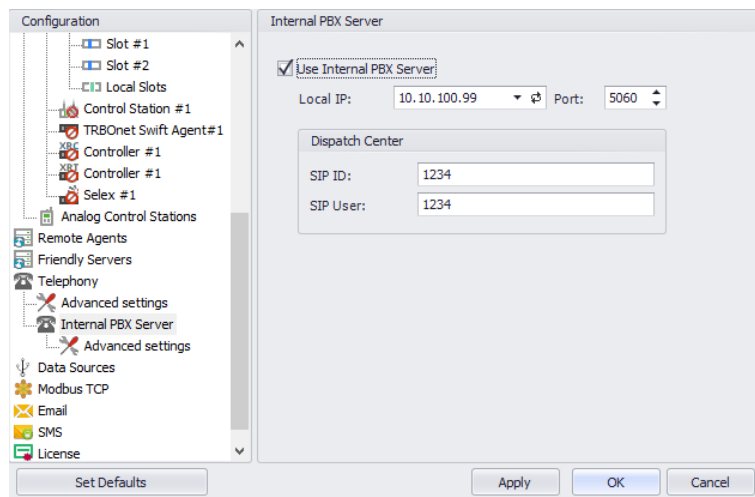 Configuration
Slot #1
Slot #2
Local Slots
Control Station #1
TRBOnet Swift Agent#1
XRC
Controller #1
XRT
Controller #1
Selex #1
Analog Control Stations
Remote Agents
Friendly Servers
Telephony
Advanced settings
Internal PBX Server
Advanced settings
Data Sources
Modbus TCP
Email
SMS
License
Set Defaults
Internal PBX Server
Use Internal PBX Server
Local IP: 10.10.100.99 Port: 5060
Dispatch Center
SIP ID: 1234
SIP User: 1234
Apply OK Cancel